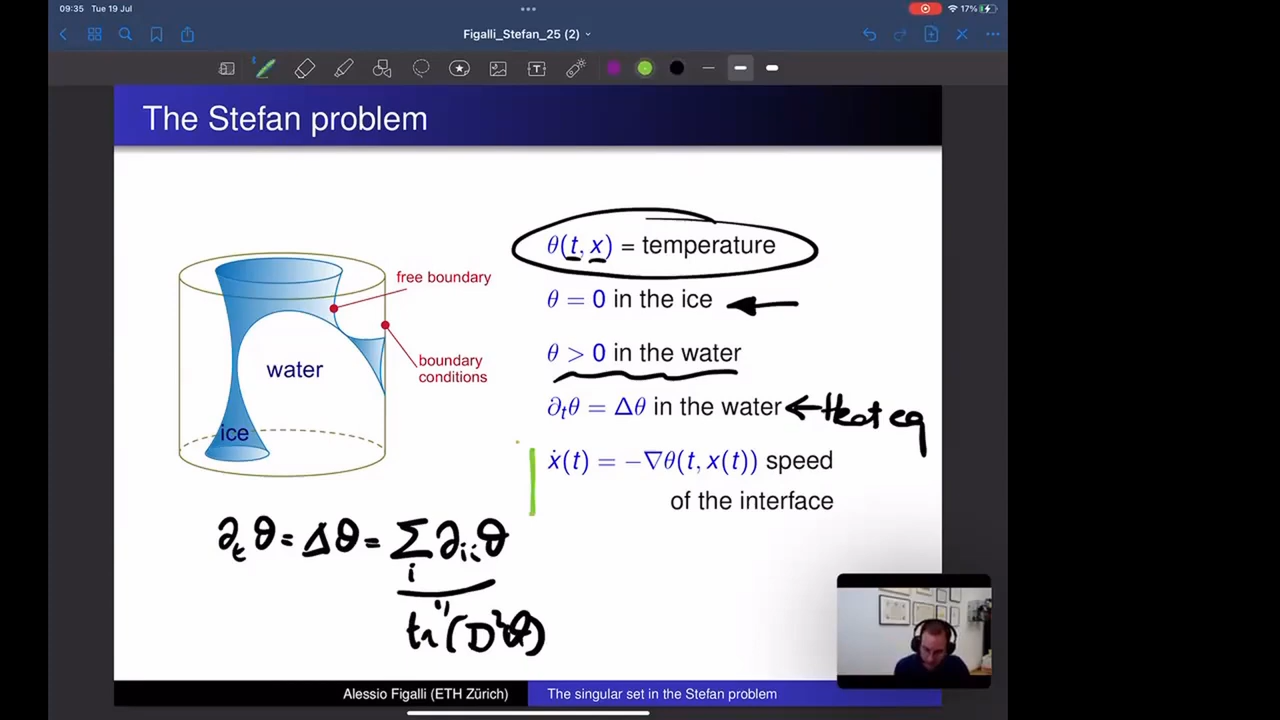 09:35 Tue 19 Jul
17%
Figalli_Stefan_25 (2)
The Stefan problem
θ(t, x) = temperature
free boundary
θ = 0 in the ice
water
θ > 0 in the water
boundary
conditions
∂ₜθ = Δθ in the water ← Heat eq
ice
ẋ(t) = −∇θ(t, x(t)) speed
of the interface
∂ₜθ = Δθ = Σᵢ ∂ᵢᵢθ
tr(D²θ)
Alessio Figalli (ETH Zürich)
The singular set in the Stefan problem